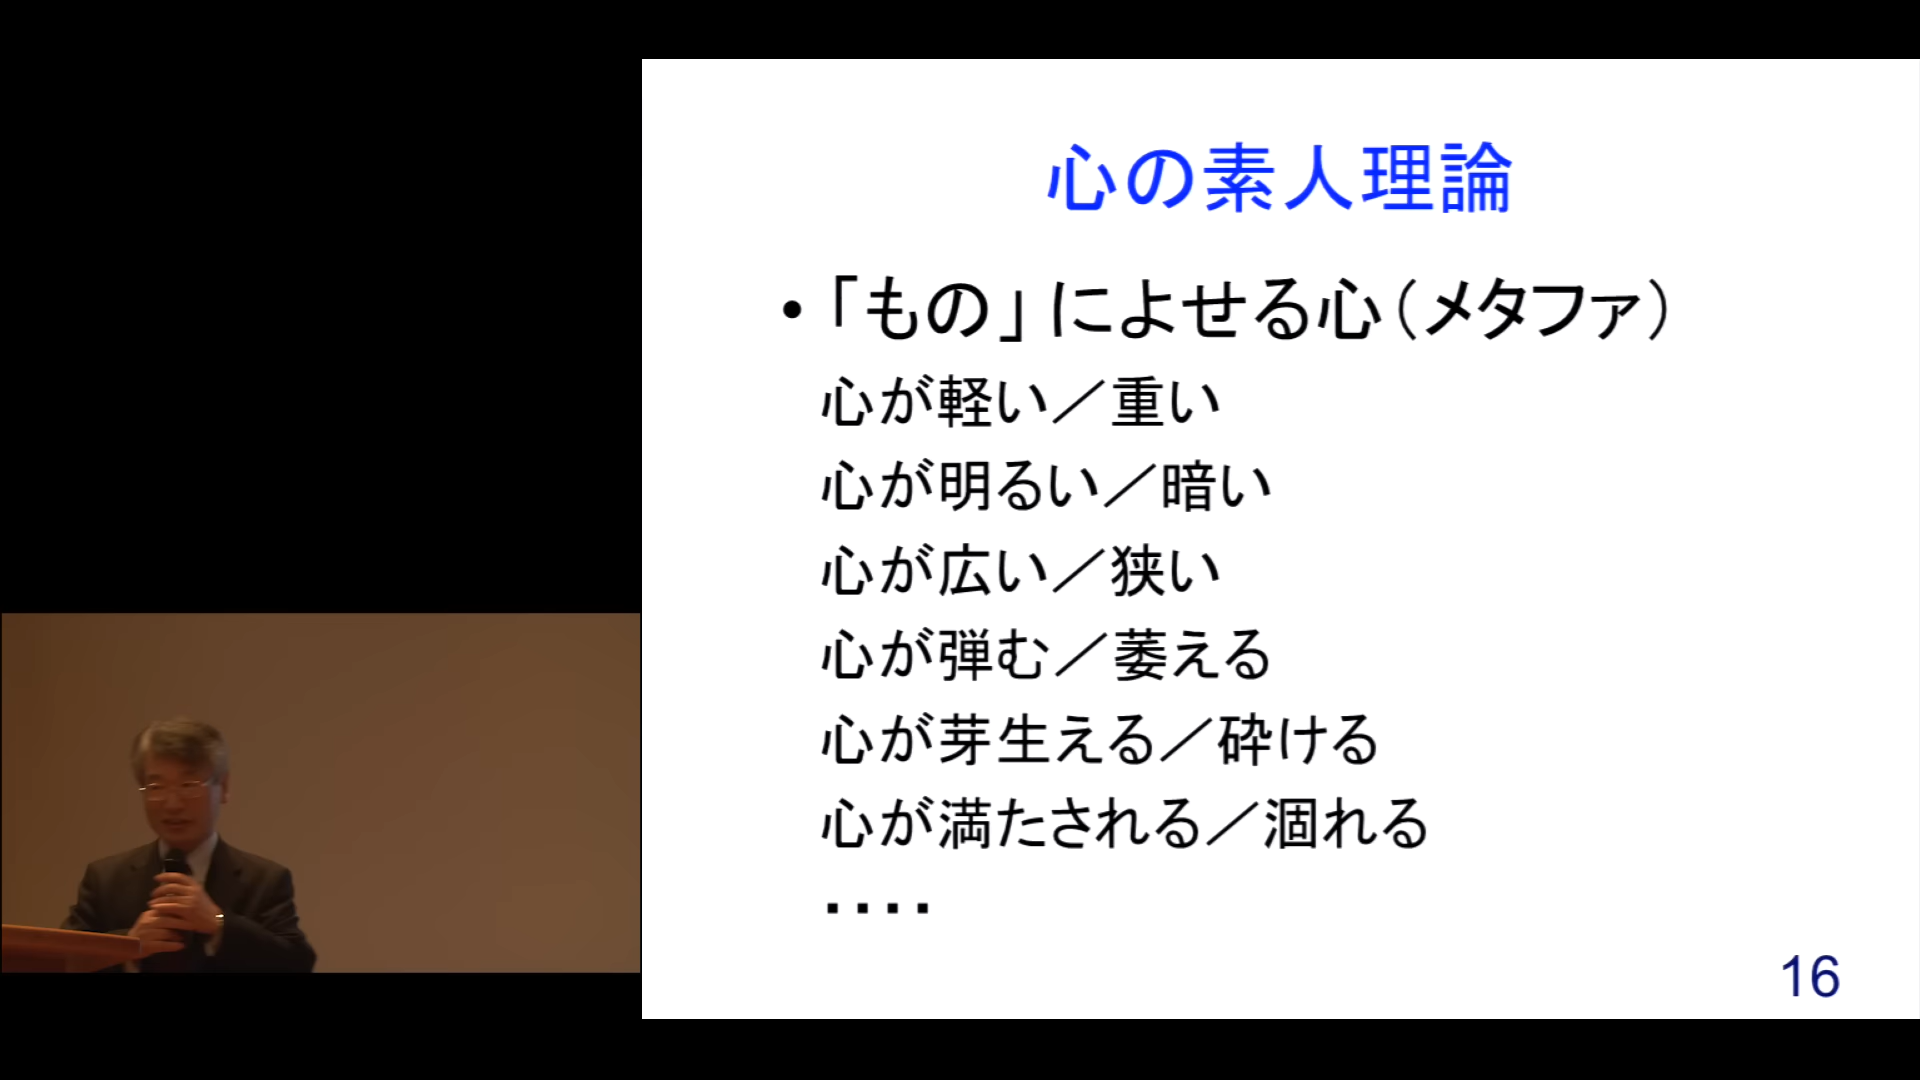 心の素人理論
•「もの」によせる心(メタファ)
心が軽い／重い
心が明るい／暗い
心が広い／狭い
心が弾む／萎える
心が芽生える／砕ける
心が満たされる／涸れる
････
16